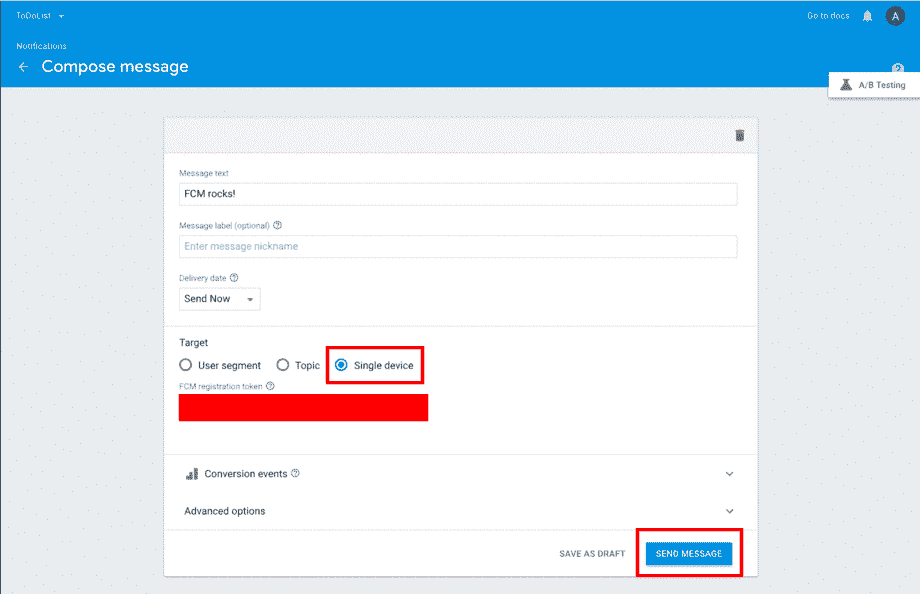 ToDoList
Go to docs
A
Notifications
Compose message
A/B Testing
Message text
FCM rocks!
Message label (optional)
Enter message nickname
Delivery date
Send Now
Target
User segment Topic Single device
FCM registration token
Conversion events
Advanced options
SAVE AS DRAFT SEND MESSAGE